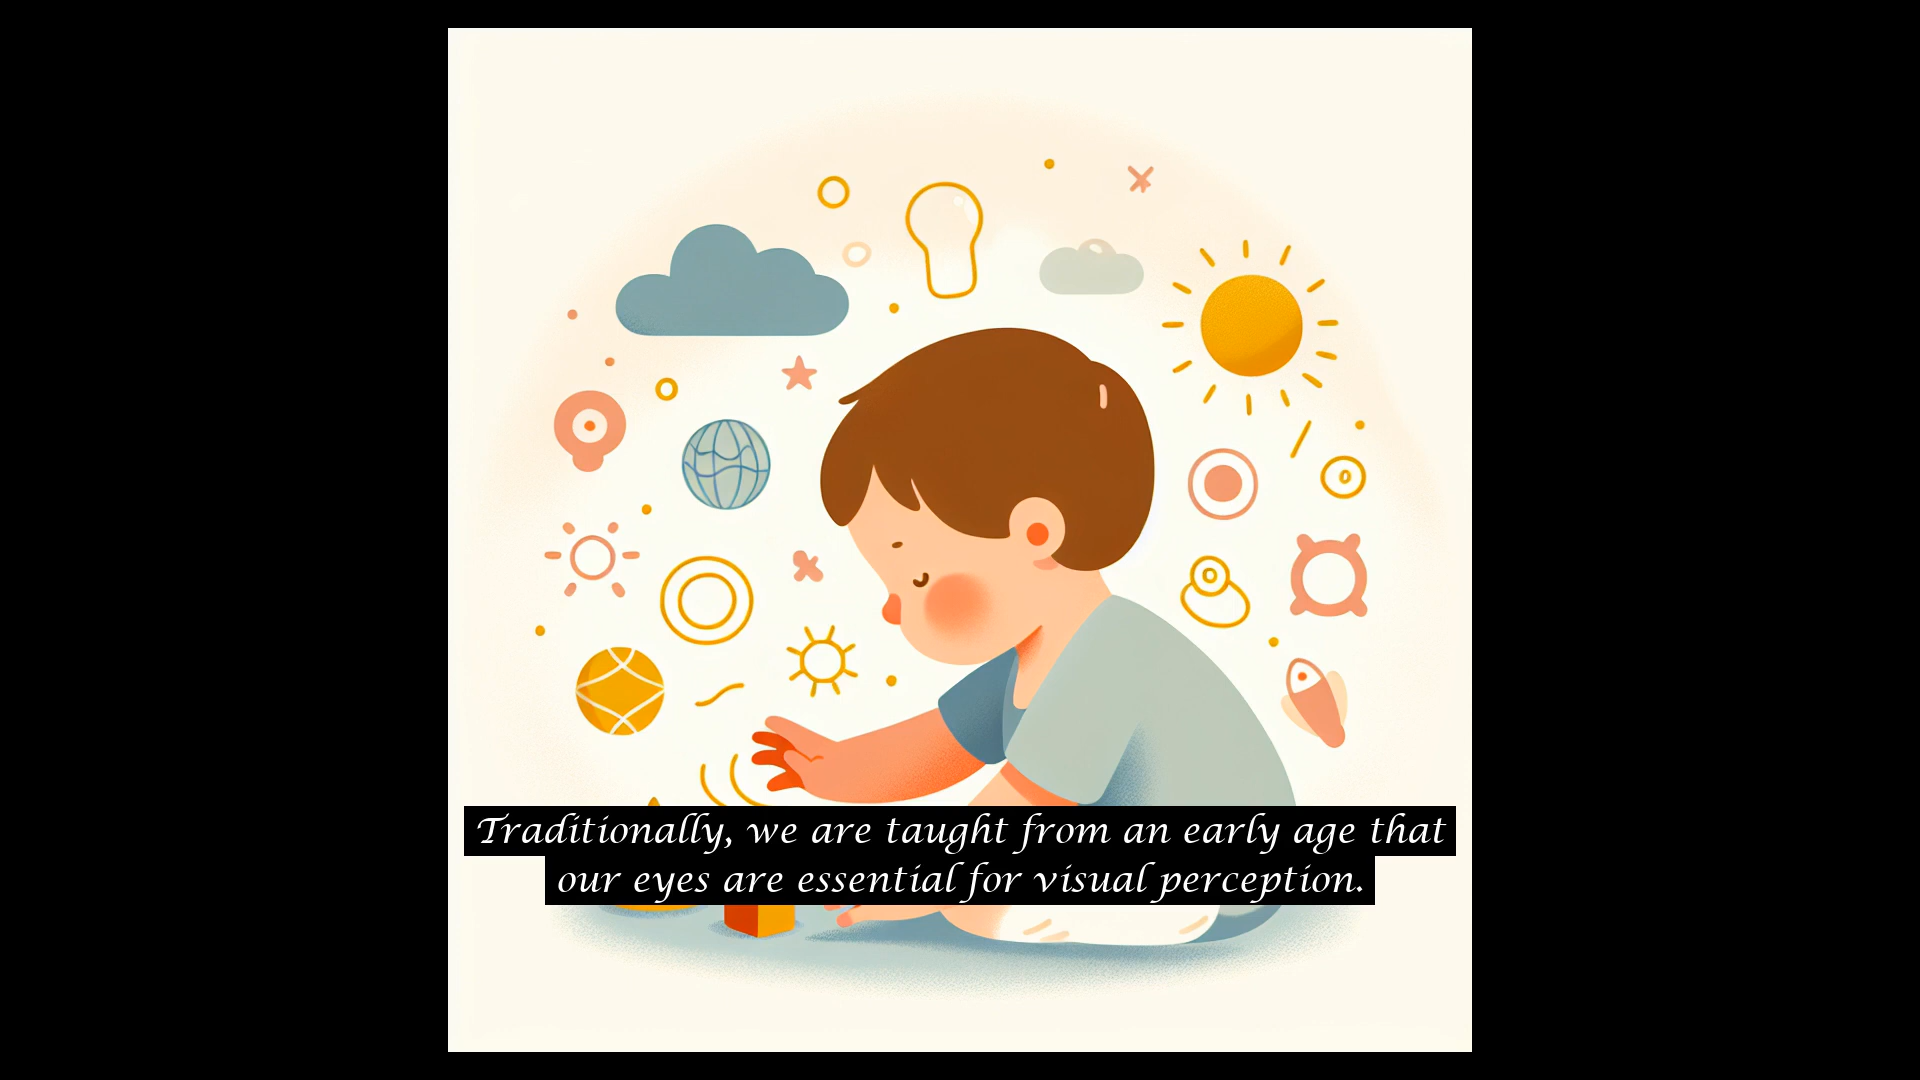 Traditionally, we are taught from an early age that
our eyes are essential for visual perception.